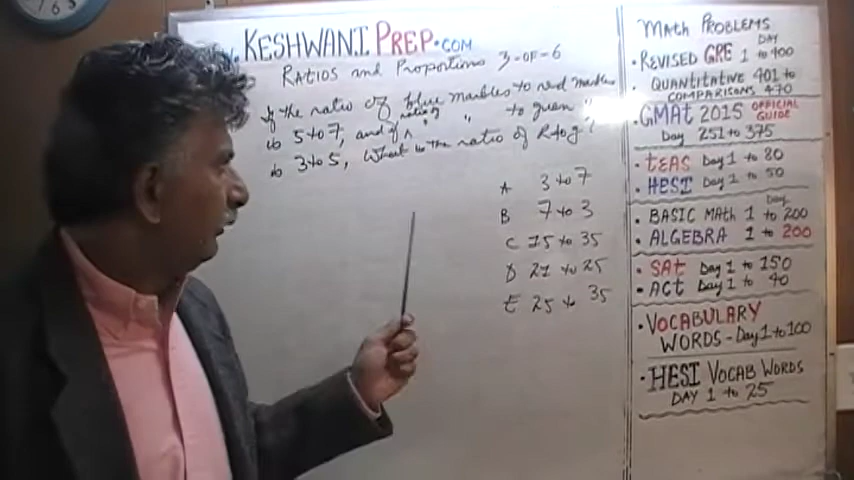 W.KESHWANI PREP.COM
RATIOS and PROPORTIONS 3-OF-6
If the ratio of blue Marbles to red Marbles
is 5 to 7, and if ratio of " " to green "
is 3 to 5, What is the ratio of R to g?
A 3 to 7
B 7 to 3
C 15 to 35
D 21 to 25
E 25 to 35
MATH PROBLEMS
DAY
• REVISED GRE 1 to 400
• QUANTITATIVE 401 to
COMPARISONS 470
• GMAT 2015 OFFICIAL GUIDE
Day 251 to 375
• TEAS Day 1 to 80
• HESI Day 1 to 50
Day
• BASIC MATH 1 to 200
• ALGEBRA 1 to 200
• SAT Day 1 to 150
• ACT Day 1 to 40
• VOCABULARY
WORDS - Day 1 to 100
• HESI VOCAB WORDS
DAY 1 to 25